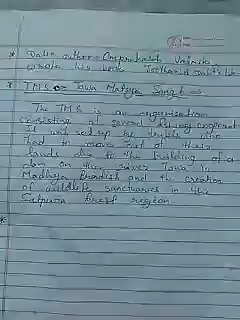 * Dalit author Omprakash Valmiki
wrote his book Joothan
* TMS or Tawa Matsya Sangh :-
The TMS is an organisation
consisting of several fishing cooperat
It was set up by people who
had to move out of their
lands due to the building of a
dam on the river Tawa in
Madhya Pradesh and the creation
of wildlife sanctuaries in the
Satpura forest region.
*